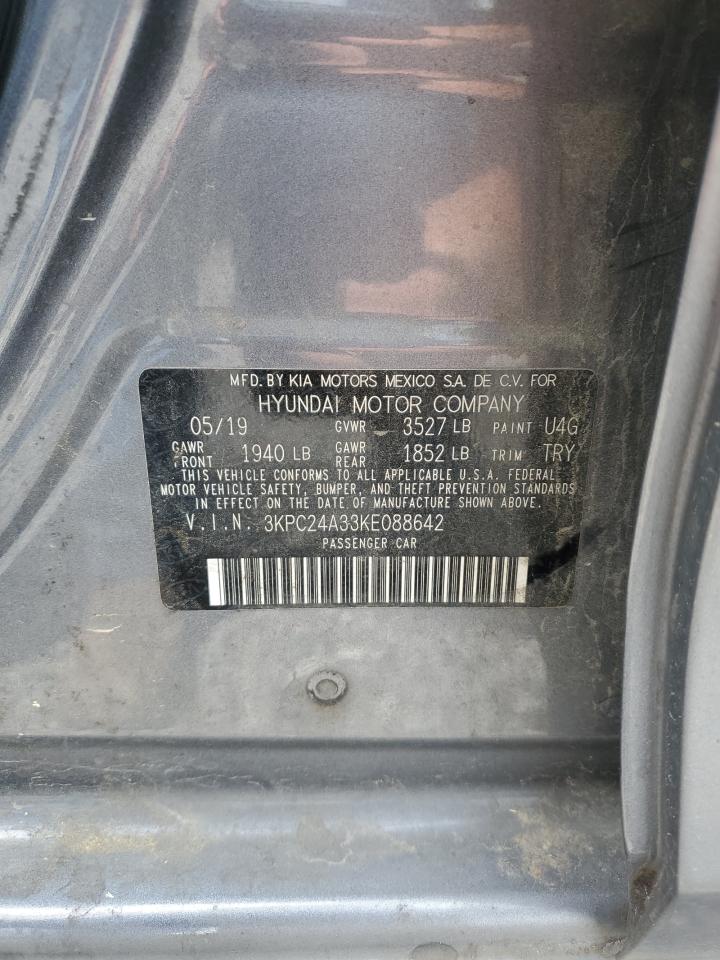 MFD. BY KIA MOTORS MEXICO S.A. DE C.V. FOR
HYUNDAI MOTOR COMPANY
05/19 GVWR 3527 LB PAINT U4G
GAWR FRONT 1940 LB GAWR REAR 1852 LB TRIM TRY
THIS VEHICLE CONFORMS TO ALL APPLICABLE U.S.A. FEDERAL
MOTOR VEHICLE SAFETY, BUMPER, AND THEFT PREVENTION STANDARDS
IN EFFECT ON THE DATE OF MANUFACTURE SHOWN ABOVE.
V.I.N. 3KPC24A33KE088642
PASSENGER CAR